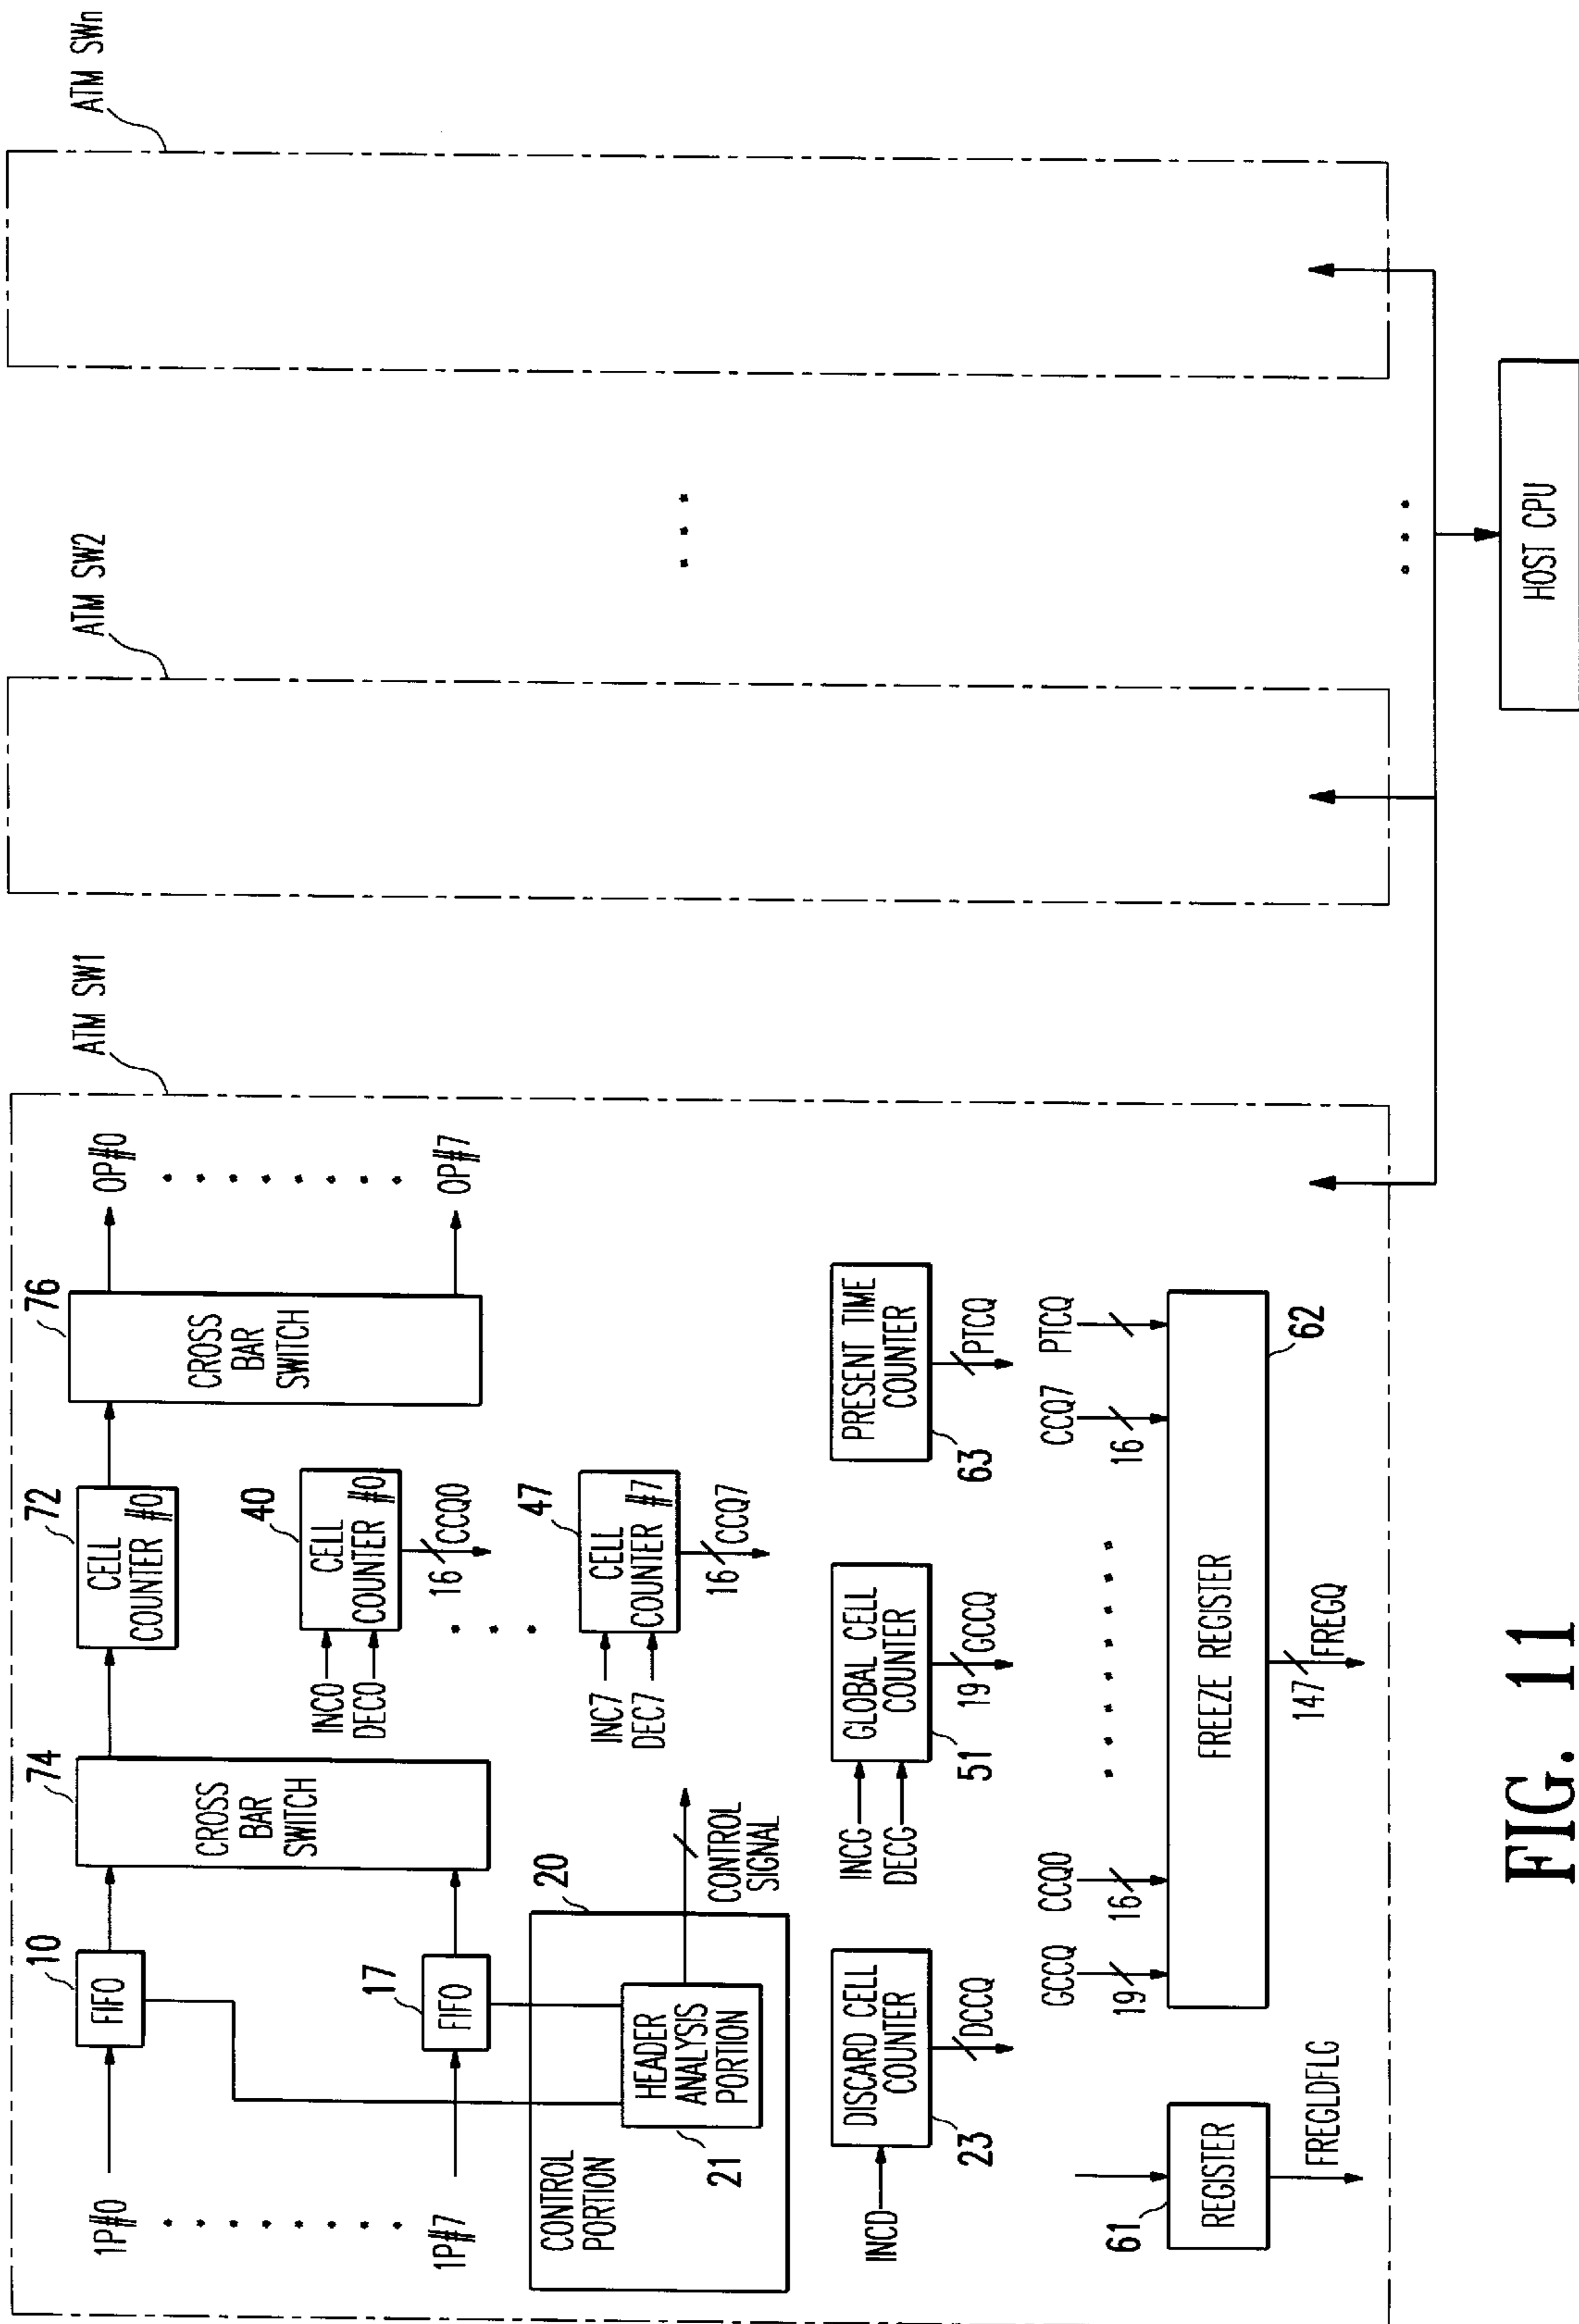 ATM SW1
ATM SW2
ATM SWn
1P#0
10
FIFO
74
CROSS
BAR
SWITCH
72
CELL
COUNTER #0
76
CROSS
BAR
SWITCH
OP#0
1P#7
17
FIFO
OP#7
INC0
DEC0
40
CELL
COUNTER #0
16
CCQ0
CONTROL
PORTION
20
HEADER
ANALYSIS
PORTION
21
CONTROL
SIGNAL
INC7
DEC7
47
CELL
COUNTER #7
16
CCQ7
INCD
DISCARD CELL
COUNTER
23
DCCQ
INCG
DECG
GLOBAL CELL
COUNTER
51
19
GCCQ
PRESENT TIME
COUNTER
63
PTCQ
61
REGISTER
FREGLDFLG
GCCQ
19
CCQ0
16
CCQ7
16
PTCQ
FREEZE REGISTER
62
147
FREGQ
HOST CPU
FIG. 11